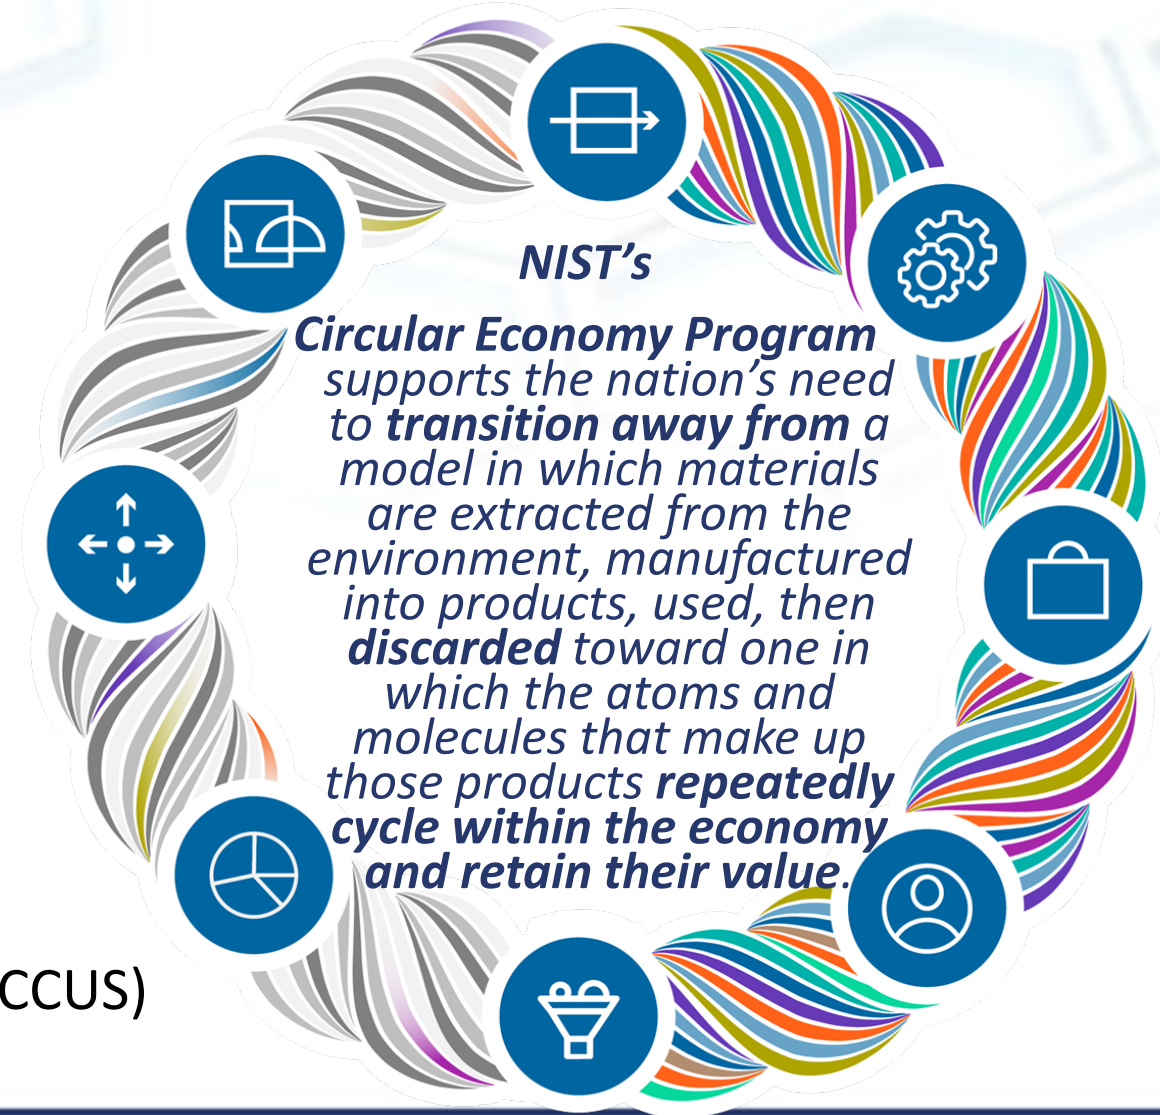 NIST’s
Circular Economy Program
supports the nation’s need
to transition away from a
model in which materials
are extracted from the
environment, manufactured
into products, used, then
discarded toward one in
which the atoms and
molecules that make up
those products repeatedly
cycle within the economy
and retain their value.
CCUS)